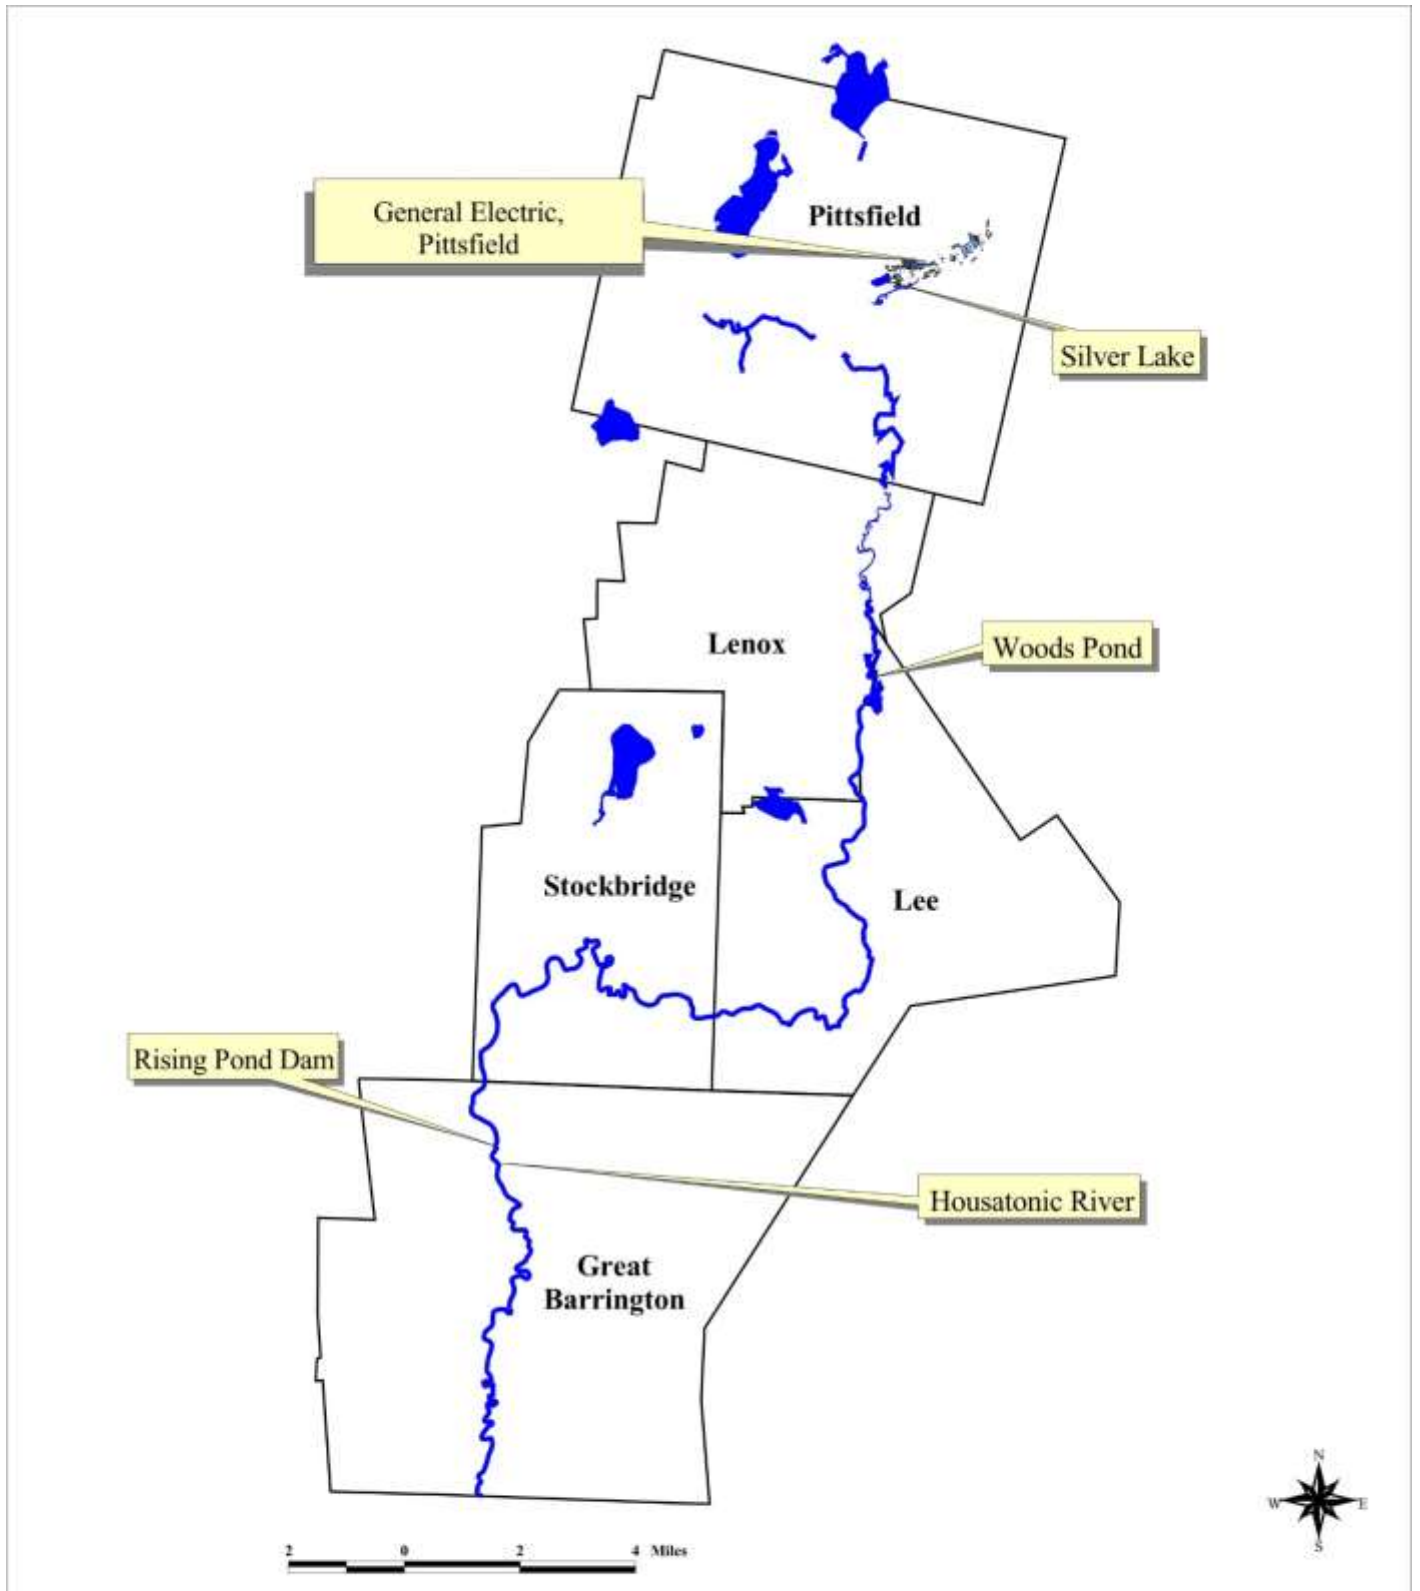 General Electric,
Pittsfield
Pittsfield
Silver Lake
Lenox
Woods Pond
Stockbridge
Lee
Rising Pond Dam
Housatonic River
Great
Barrington
N
W E
S
2 0 2 4 Miles